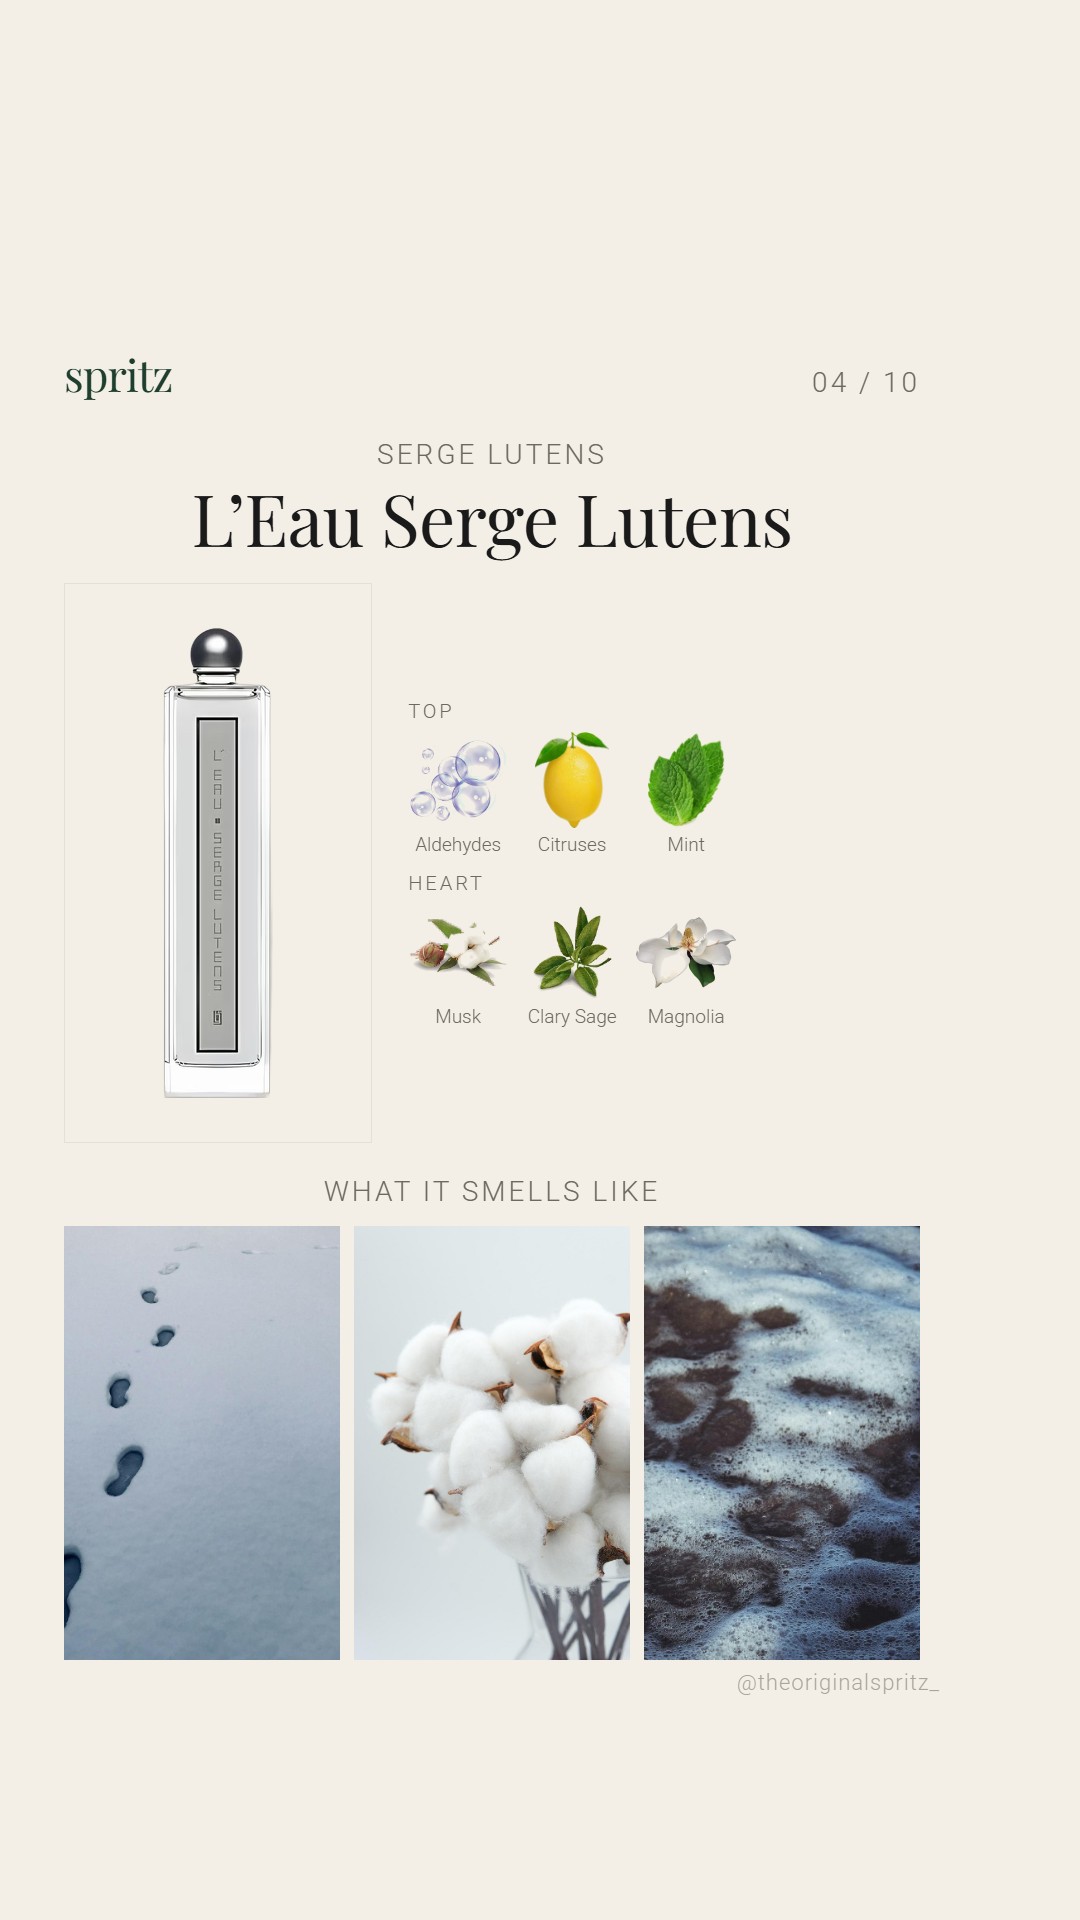 spritz
04 / 10
SERGE LUTENS
L’Eau Serge Lutens
L'EAU ▪ SERGE LUTENS
TOP
Aldehydes Citruses Mint
HEART
Musk Clary Sage Magnolia
WHAT IT SMELLS LIKE
@theoriginalspritz_